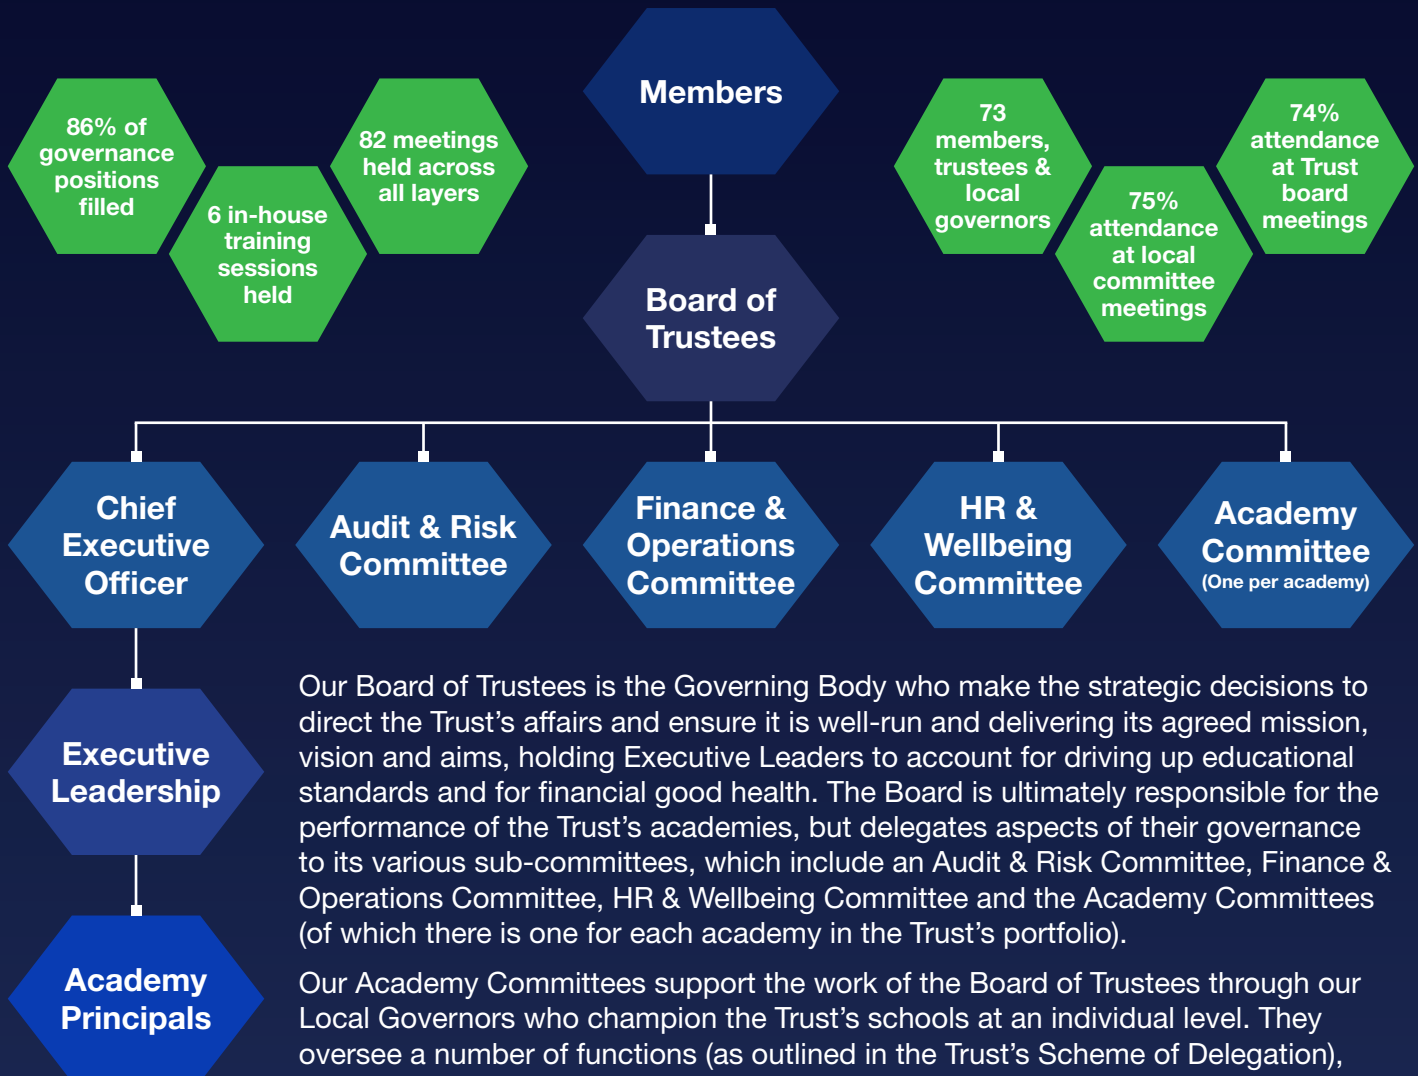 Members
86% of
governance
positions
filled
6 in-house
training
sessions
held
82 meetings
held across
all layers
73
members,
trustees &
local
governors
75%
attendance
at local
committee
meetings
74%
attendance
at Trust
board
meetings
Board of
Trustees
Chief
Executive
Officer
Audit & Risk
Committee
Finance &
Operations
Committee
HR &
Wellbeing
Committee
Academy
Committee
(One per academy)
Executive
Leadership
Academy
Principals
Our Board of Trustees is the Governing Body who make the strategic decisions to
direct the Trust’s affairs and ensure it is well-run and delivering its agreed mission,
vision and aims, holding Executive Leaders to account for driving up educational
standards and for financial good health. The Board is ultimately responsible for the
performance of the Trust’s academies, but delegates aspects of their governance
to its various sub-committees, which include an Audit & Risk Committee, Finance &
Operations Committee, HR & Wellbeing Committee and the Academy Committees
(of which there is one for each academy in the Trust’s portfolio).
Our Academy Committees support the work of the Board of Trustees through our
Local Governors who champion the Trust’s schools at an individual level. They
oversee a number of functions (as outlined in the Trust’s Scheme of Delegation),